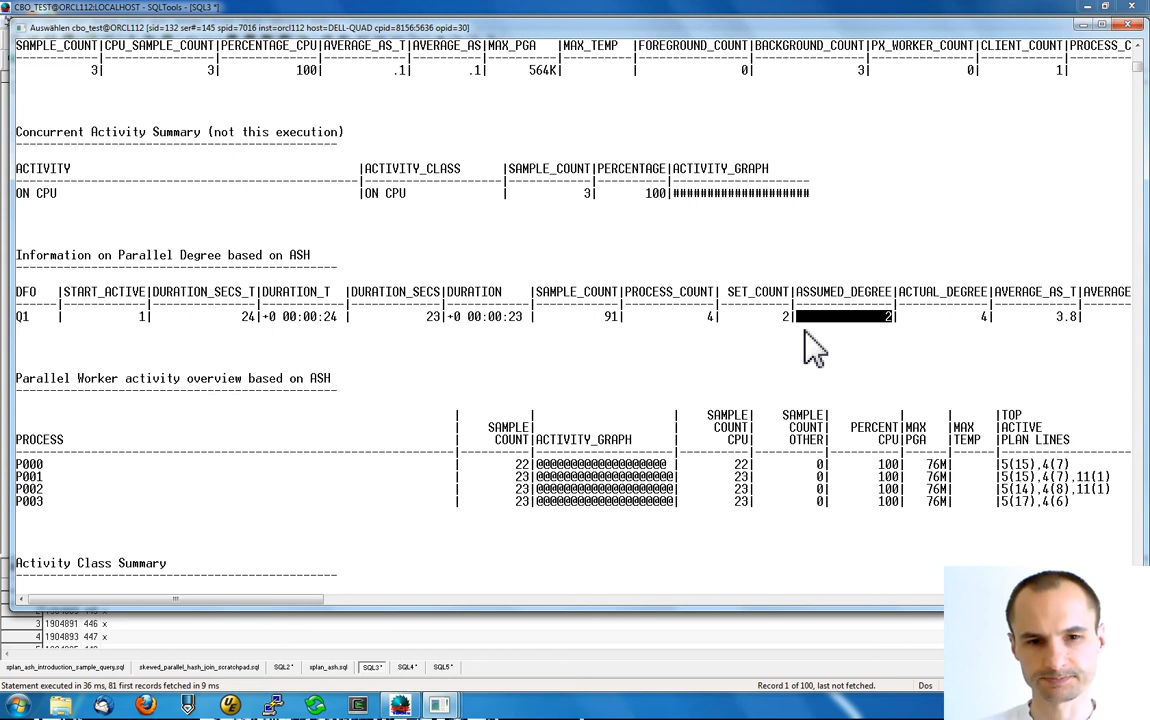 CBO_TEST@ORCL112:LOCALHOST - SQLTools - [SQL3 *]
Auswählen cbo_test@ORCL112 [sid=132 ser#=145 spid=7016 inst=orcl112 host=DELL-QUAD cpid=8156:5636 opid=30]
SAMPLE_COUNT|CPU_SAMPLE_COUNT|PERCENTAGE_CPU|AVERAGE_AS_T|AVERAGE_AS|MAX_PGA |MAX_TEMP |FOREGROUND_COUNT|BACKGROUND_COUNT|PX_WORKER_COUNT|CLIENT_COUNT|PROCESS_C
3| 3| 100| .1| .1| 564K| | 0| 3| 0| 1|
Concurrent Activity Summary (not this execution)
ACTIVITY |ACTIVITY_CLASS |SAMPLE_COUNT|PERCENTAGE|ACTIVITY_GRAPH
ON CPU |ON CPU | 3| 100|####################
Information on Parallel Degree based on ASH
DFO |START_ACTIVE|DURATION_SECS_T|DURATION_T |DURATION_SECS|DURATION |SAMPLE_COUNT|PROCESS_COUNT| SET_COUNT|ASSUMED_DEGREE|ACTUAL_DEGREE|AVERAGE_AS_T|AVERAGE
Q1 | 1| 24|+0 00:00:24 | 23|+0 00:00:23 | 91| 4| 2| 2| 4| 3.8|
Parallel Worker activity overview based on ASH
| | | SAMPLE| SAMPLE| | | |TOP
| SAMPLE| | COUNT| COUNT| PERCENT|MAX |MAX |ACTIVE
PROCESS | COUNT|ACTIVITY_GRAPH | CPU| OTHER| CPU|PGA |TEMP |PLAN LINES
P000 | 22|@@@@@@@@@@@@@@@@@@@ | 22| 0| 100| 76M| |5(15),4(7)
P001 | 23|@@@@@@@@@@@@@@@@@@@@| 23| 0| 100| 76M| |5(15),4(7),11(1)
P002 | 23|@@@@@@@@@@@@@@@@@@@@| 23| 0| 100| 76M| |5(14),4(8),11(1)
P003 | 23|@@@@@@@@@@@@@@@@@@@@| 23| 0| 100| 76M| |5(17),4(6)
Activity Class Summary
3 1904891 446 x
4 1904893 447 x
splan_ash_introduction_sample_query.sql skewed_parallel_hash_join_scratchpad.sql SQL2* splan_ash.sql SQL3* SQL4* SQL5*
Statement executed in 36 ms, 81 first records fetched in 9 ms Record 1 of 100, last not fetched. Dos